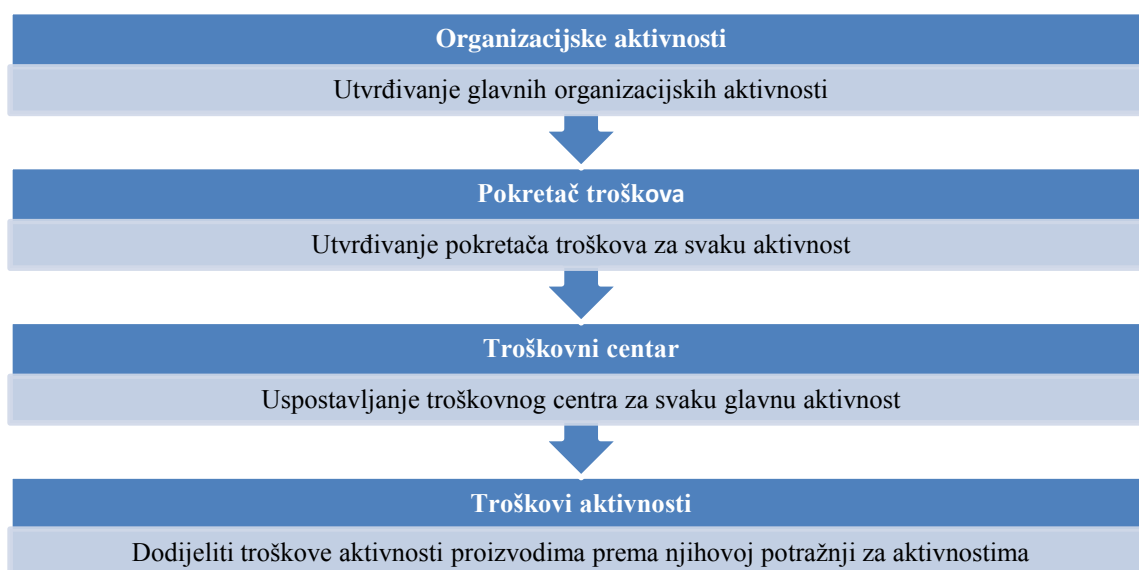 Organizacijske aktivnosti
Utvrđivanje glavnih organizacijskih aktivnosti
Pokretač troškova
Utvrđivanje pokretača troškova za svaku aktivnost
Troškovni centar
Uspostavljanje troškovnog centra za svaku glavnu aktivnost
Troškovi aktivnosti
Dodijeliti troškove aktivnosti proizvodima prema njihovoj potražnji za aktivnostima